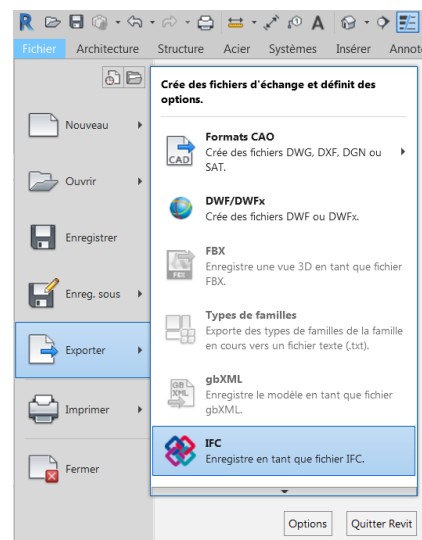 Fichier Architecture Structure Acier Systèmes Insérer Annot
Crée des fichiers d'échange et définit des
options.
Nouveau
Ouvrir
Enregistrer
Enreg. sous
Exporter
Imprimer
Fermer
CAD
Formats CAO
Crée des fichiers DWG, DXF, DGN ou
SAT.
DWF/DWFx
Crée des fichiers DWF ou DWFx.
FBX
FBX
Enregistre une vue 3D en tant que fichier
FBX.
Types de familles
Exporte des types de familles de la famille
en cours vers un fichier texte (.txt).
GB
XML
gbXML
Enregistre le modèle en tant que fichier
gbXML.
IFC
Enregistre en tant que fichier IFC.
Options Quitter Revit